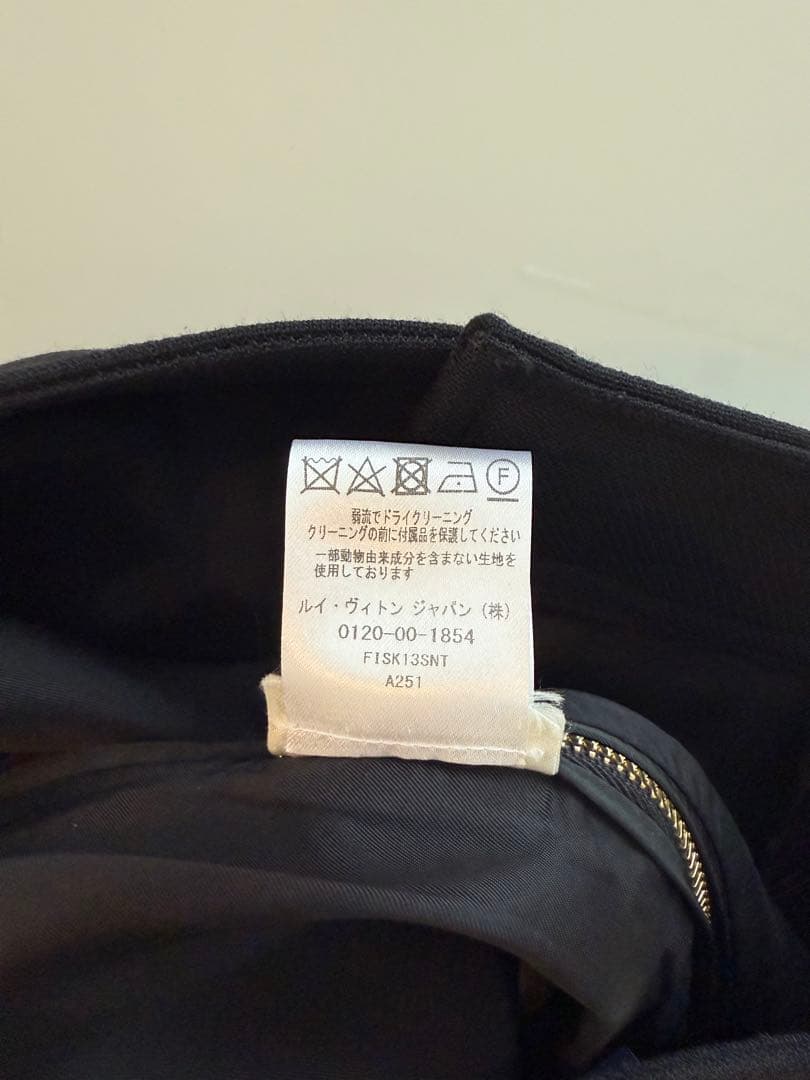 F
弱流でドライクリーニング
クリーニングの前に付属品を保護してください
一部動物由来成分を含まない生地を
使用しております
ルイ・ヴィトン ジャパン (株)
0120-00-1854
FISK13SNT
A251